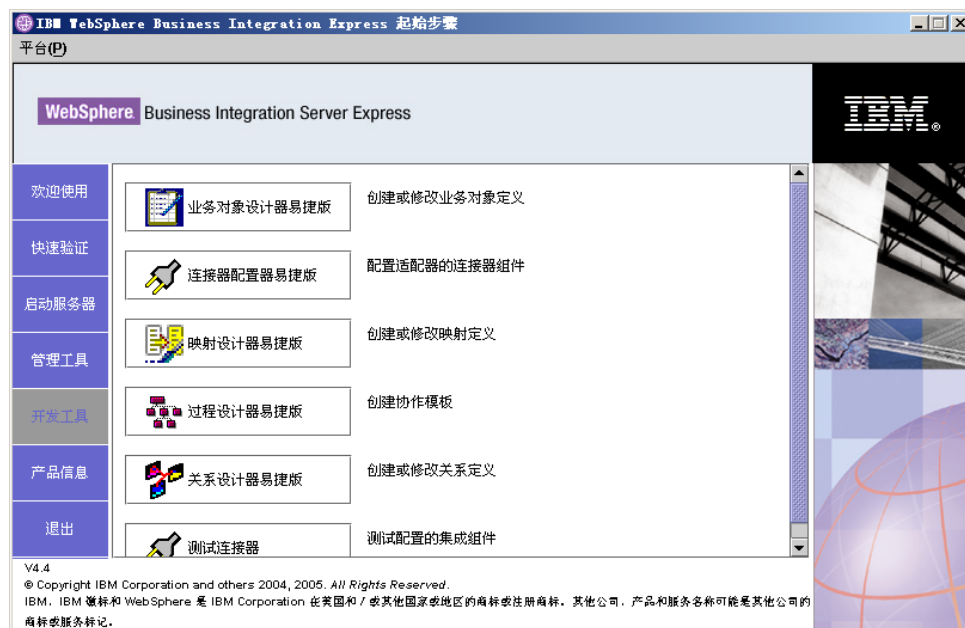 IBM WebSphere Business Integration Express 起始步骤
平台(P)
WebSphere. Business Integration Server Express
IBM®
欢迎使用
快速验证
启动服务器
管理工具
开发工具
产品信息
退出
业务对象设计器易捷版 创建或修改业务对象定义
连接器配置器易捷版 配置适配器的连接器组件
映射设计器易捷版 创建或修改映射定义
过程设计器易捷版 创建协作模板
关系设计器易捷版 创建或修改关系定义
测试连接器 测试配置的集成组件
V4.4
© Copyright IBM Corporation and others 2004, 2005. All Rights Reserved.
IBM、IBM 徽标和 WebSphere 是 IBM Corporation 在美国和 / 或其他国家或地区的商标或注册商标。其他公司、产品和服务名称可能是其他公司的
商标或服务标记。